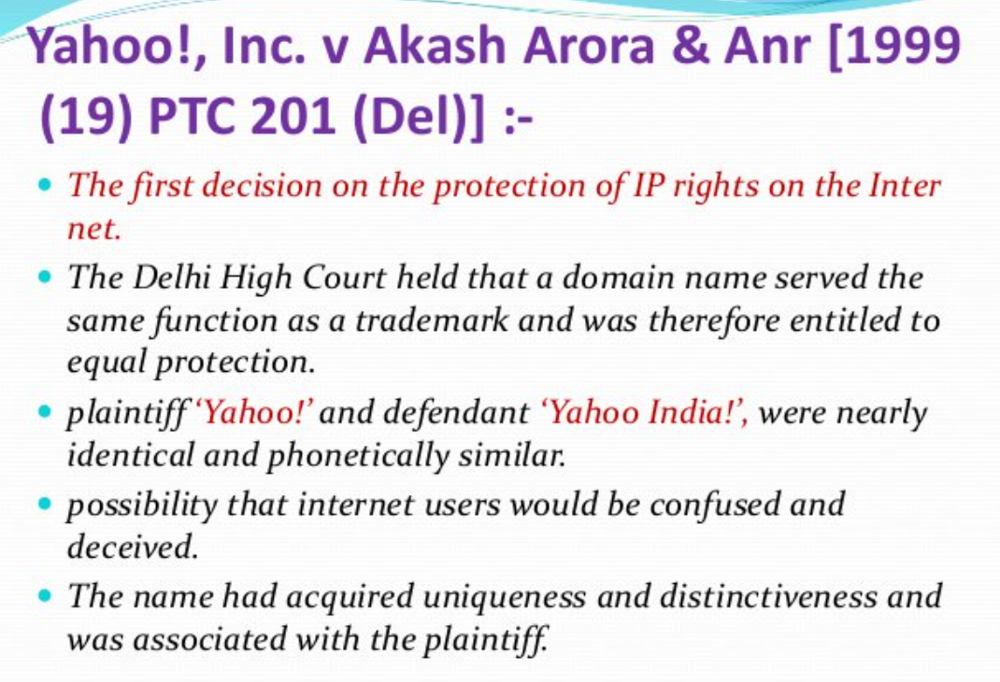 Yahoo!, Inc. v Akash Arora & Anr [1999
(19) PTC 201 (Del)] :-
• The first decision on the protection of IP rights on the Inter
net.
• The Delhi High Court held that a domain name served the
same function as a trademark and was therefore entitled to
equal protection.
• plaintiff ‘Yahoo!’ and defendant ‘Yahoo India!’, were nearly
identical and phonetically similar.
• possibility that internet users would be confused and
deceived.
• The name had acquired uniqueness and distinctiveness and
was associated with the plaintiff.